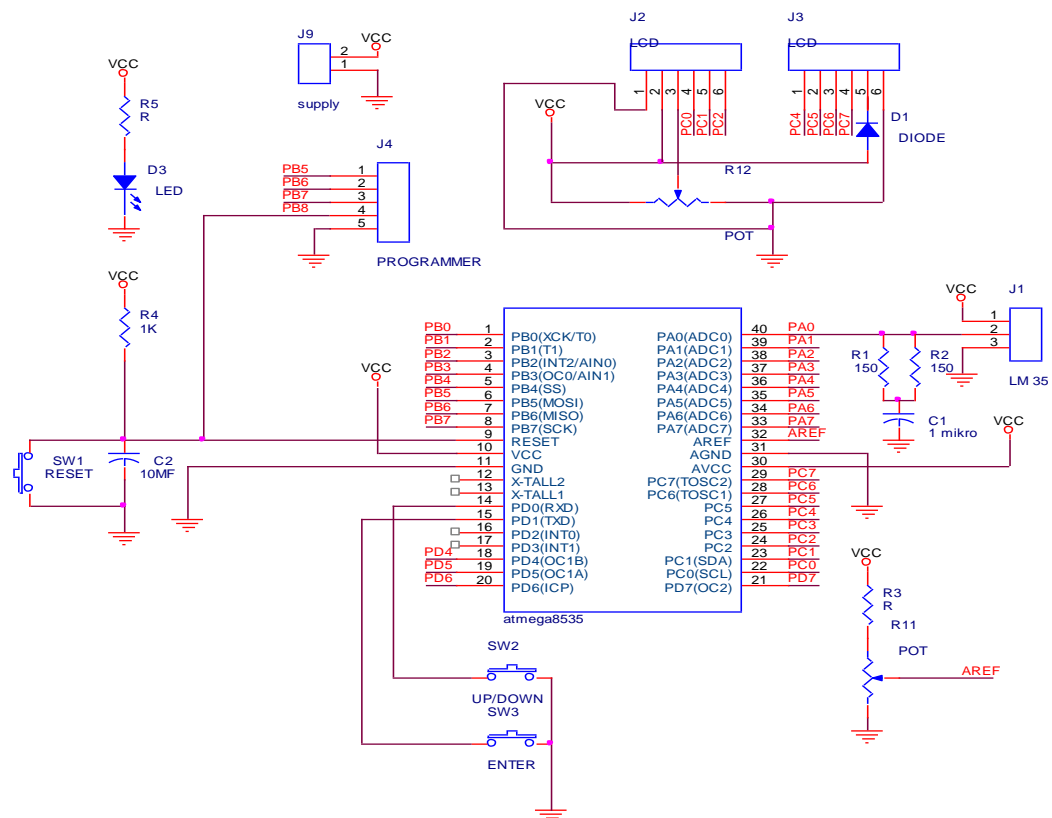 J2
J3
J9
VCC
LCD
LCD
2
1
supply
VCC
R5
R
D3
LED
1
2
3
4
5
6
PC0
PC1
PC2
1
2
3
4
5
6
PC4
PC5
PC6
PC7
VCC
D1
DIODE
R12
POT
J4
PB5
PB6
PB7
PB8
1
2
3
4
5
PROGRAMMER
VCC
R4
1K
SW1
RESET
C2
10MF
VCC
PB0 1 PB0(XCK/T0)
PB1 2 PB1(T1)
PB2 3 PB2(INT2/AIN0)
PB3 4 PB3(OC0/AIN1)
PB4 5 PB4(SS)
PB5 6 PB5(MOSI)
PB6 7 PB6(MISO)
PB7 8 PB7(SCK)
9 RESET
10 VCC
11 GND
12 X-TALL2
13 X-TALL1
14 PD0(RXD)
15 PD1(TXD)
16 PD2(INT0)
17 PD3(INT1)
PD4 18 PD4(OC1B)
PD5 19 PD5(OC1A)
PD6 20 PD6(ICP)
PA0(ADC0) 40 PA0
PA1(ADC1) 39 PA1
PA2(ADC2) 38 PA2
PA3(ADC3) 37 PA3
PA4(ADC4) 36 PA4
PA5(ADC5) 35 PA5
PA6(ADC6) 34 PA6
PA7(ADC7) 33 PA7
AREF 32 AREF
AGND 31
AVCC 30
PC7(TOSC2) 29 PC7
PC6(TOSC1) 28 PC6
PC5 27 PC5
PC4 26 PC4
PC3 25 PC3
PC2 24 PC2
PC1(SDA) 23 PC1
PC0(SCL) 22 PC0
PD7(OC2) 21 PD7
atmega8535
VCC
J1
1
2
3
LM 35
R1
150
R2
150
C1
1 mikro
VCC
VCC
R3
R
R11
POT
AREF
SW2
UP/DOWN
SW3
ENTER